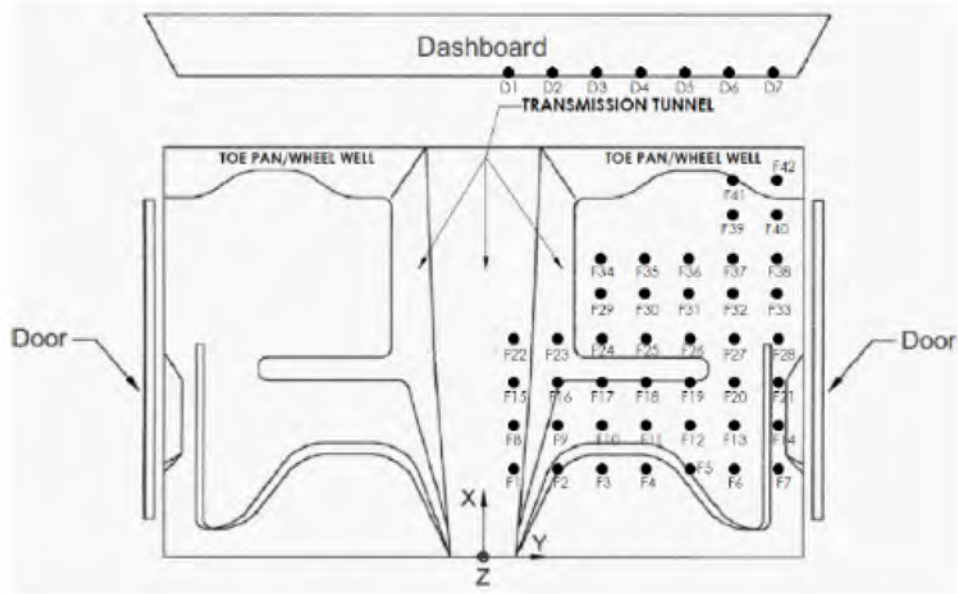 Dashboard
D1 D2 D3 D4 D5 D6 D7
TRANSMISSION TUNNEL
TOE PAN/WHEEL WELL TOE PAN/WHEEL WELL
F42
F41
F39 F40
F34 F35 F36 F37 F38
F29 F30 F31 F32 F33
Door Door
F22 F23 F24 F25 F26 F27 F28
F15 F16 F17 F18 F19 F20 F21
F8 F9 F10 F11 F12 F13 F14
F1 F2 F3 F4 F5 F6 F7
X
Y
Z